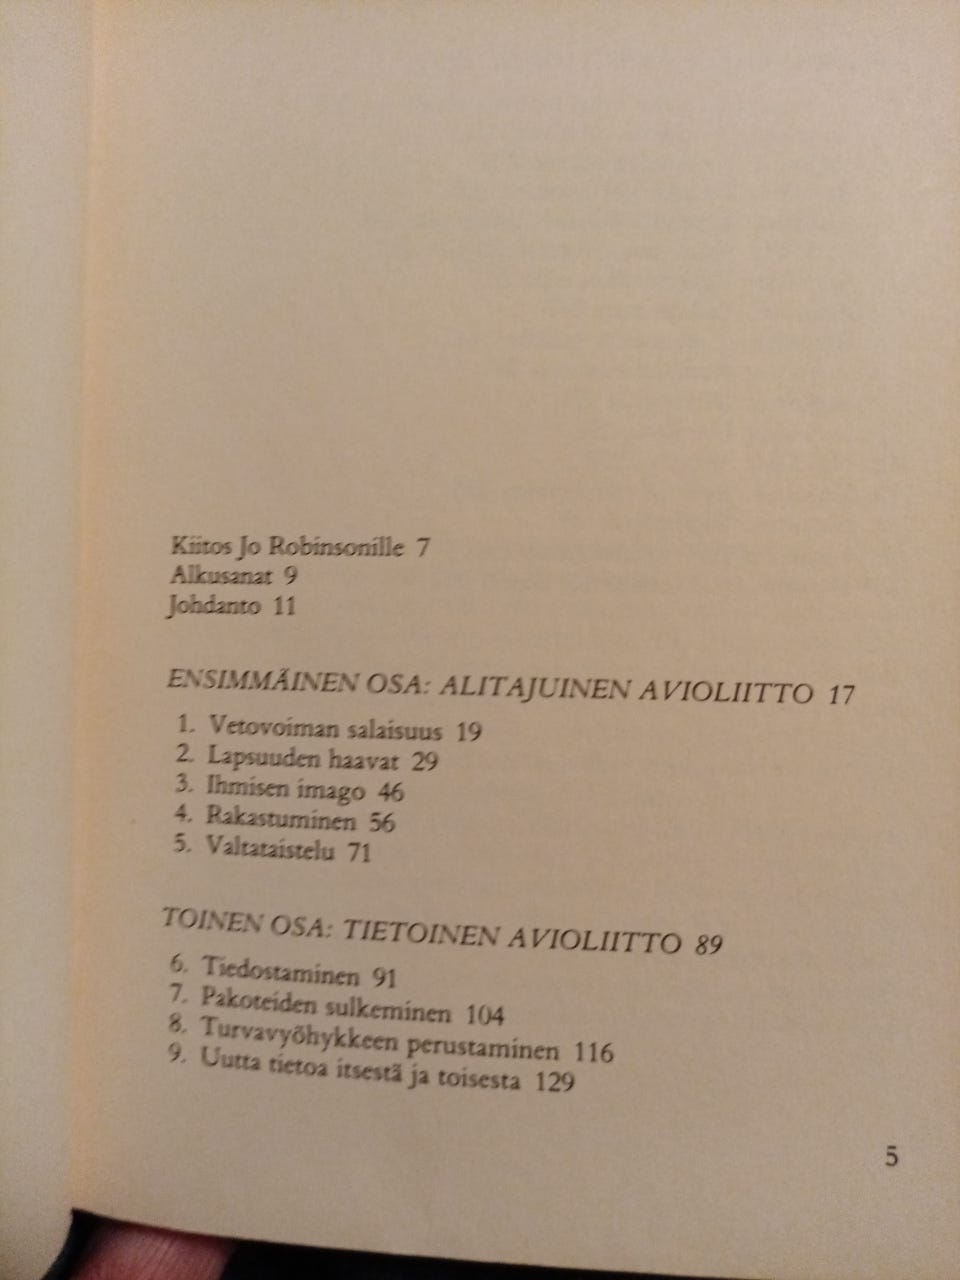 Kiitos Jo Robinsonille 7
Alkusanat 9
Johdanto 11
ENSIMMÄINEN OSA: ALITAJUINEN AVIOLIITTO 17
1. Vetovoiman salaisuus 19
2. Lapsuuden haavat 29
3. Ihmisen imago 46
4. Rakastuminen 56
5. Valtataistelu 71
TOINEN OSA: TIETOINEN AVIOLIITTO 89
6. Tiedostaminen 91
7. Pakoteiden sulkeminen 104
8. Turvavyöhykkeen perustaminen 116
9. Uutta tietoa itsestä ja toisesta 129
5